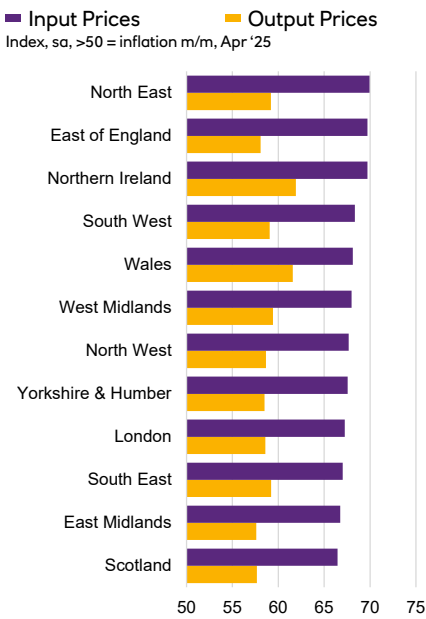 Input Prices Output Prices
Index, sa, >50 = inflation m/m, Apr ‘25
North East
East of England
Northern Ireland
South West
Wales
West Midlands
North West
Yorkshire & Humber
London
South East
East Midlands
Scotland
50 55 60 65 70 75